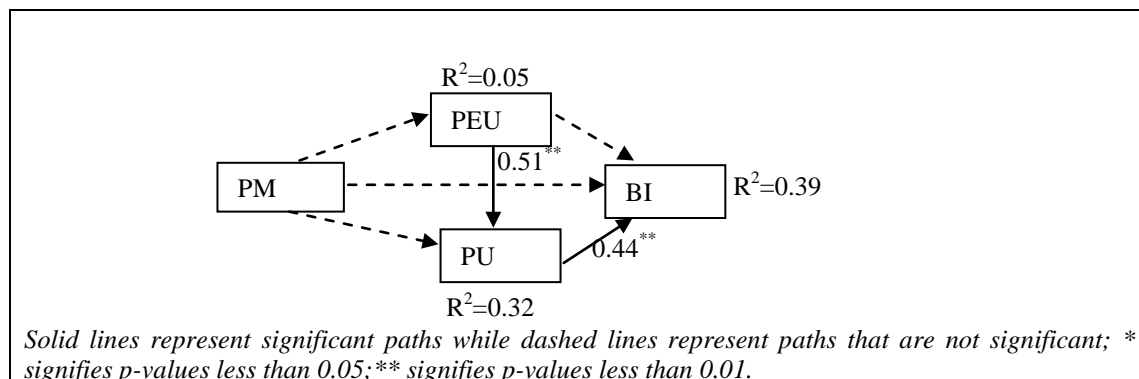 R²=0.05
PEU
0.51**
PM
BI
R²=0.39
PU
0.44**
R²=0.32
Solid lines represent significant paths while dashed lines represent paths that are not significant; *
signifies p-values less than 0.05;** signifies p-values less than 0.01.